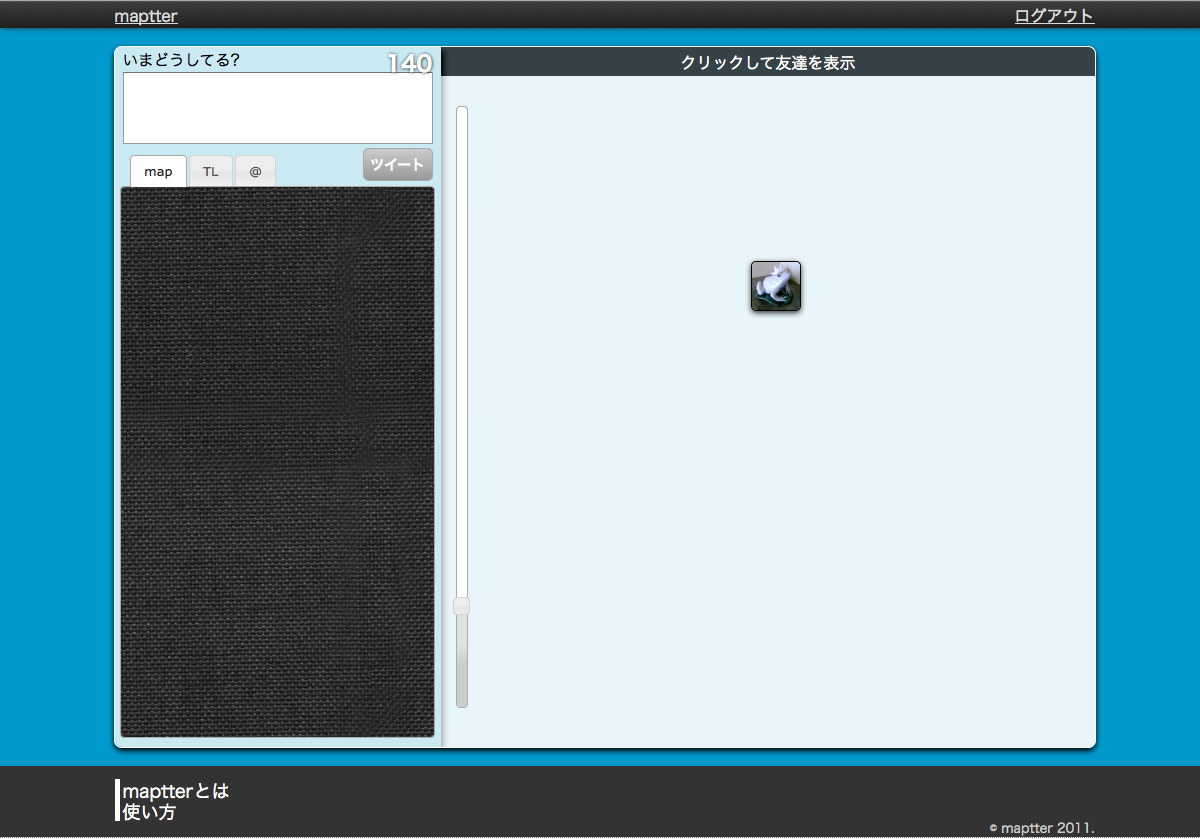 maptter
ログアウト
いまどうしてる?
140
クリックして友達を表示
map
TL
@
ツイート
maptterとは
使い方
© maptter 2011.